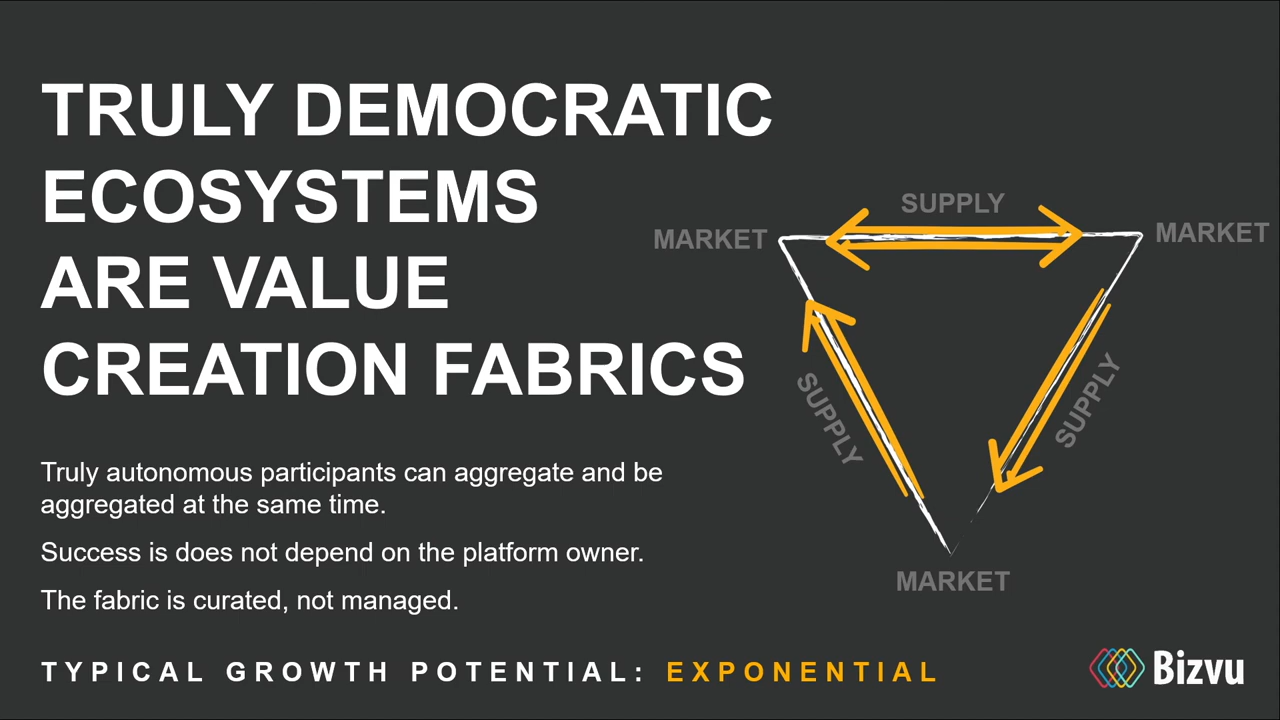 TRULY DEMOCRATIC
ECOSYSTEMS
ARE VALUE
CREATION FABRICS
Truly autonomous participants can aggregate and be
aggregated at the same time.
Success is does not depend on the platform owner.
The fabric is curated, not managed.
TYPICAL GROWTH POTENTIAL: EXPONENTIAL
SUPPLY
MARKET
MARKET
SUPPLY
SUPPLY
MARKET
Bizvu